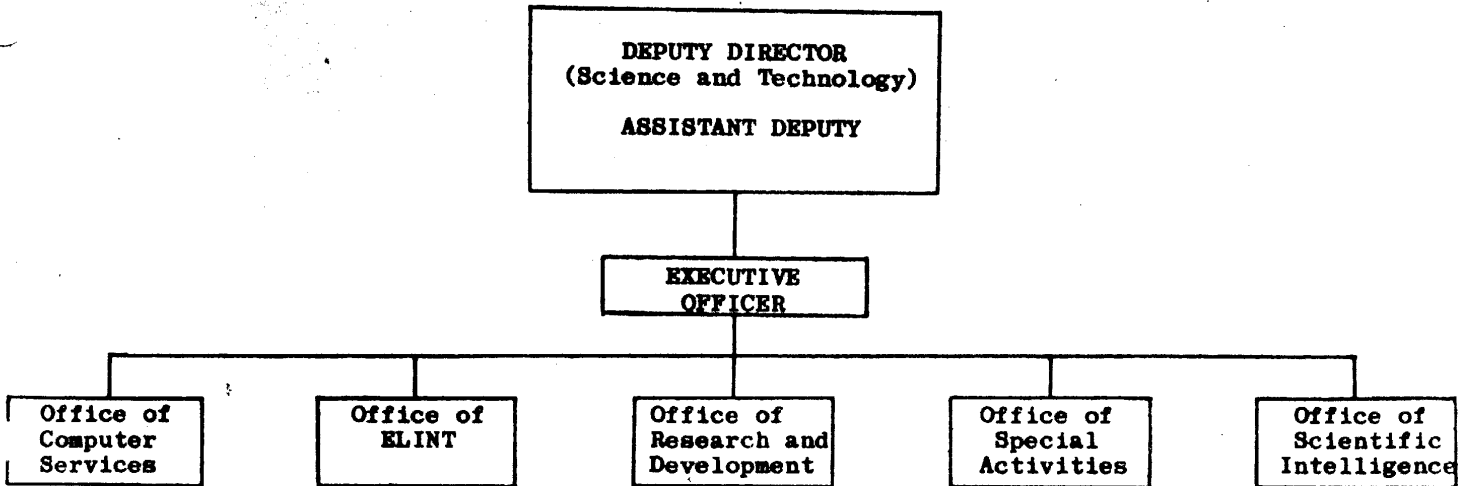 DEPUTY DIRECTOR
(Science and Technology)
ASSISTANT DEPUTY
EXECUTIVE
OFFICER
Office of
Computer
Services
Office of
ELINT
Office of
Research and
Development
Office of
Special
Activities
Office of
Scientific
Intelligence